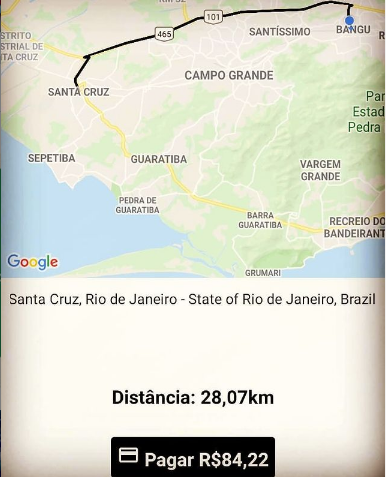 RM 32
101
465
STRITO
STRIAL DE
TA CRUZ
SANTÍSSIMO
BANGU
R
CAMPO GRANDE
SANTA CRUZ
Par
Estad
Pedra
SEPETIBA
GUARATIBA
VARGEM
GRANDE
PEDRA DE
GUARATIBA
BARRA
GUARATIBA
RECREIO DO
BANDEIRANT
Google
GRUMARI
Santa Cruz, Rio de Janeiro - State of Rio de Janeiro, Brazil
Distância: 28,07km
Pagar R$84,22